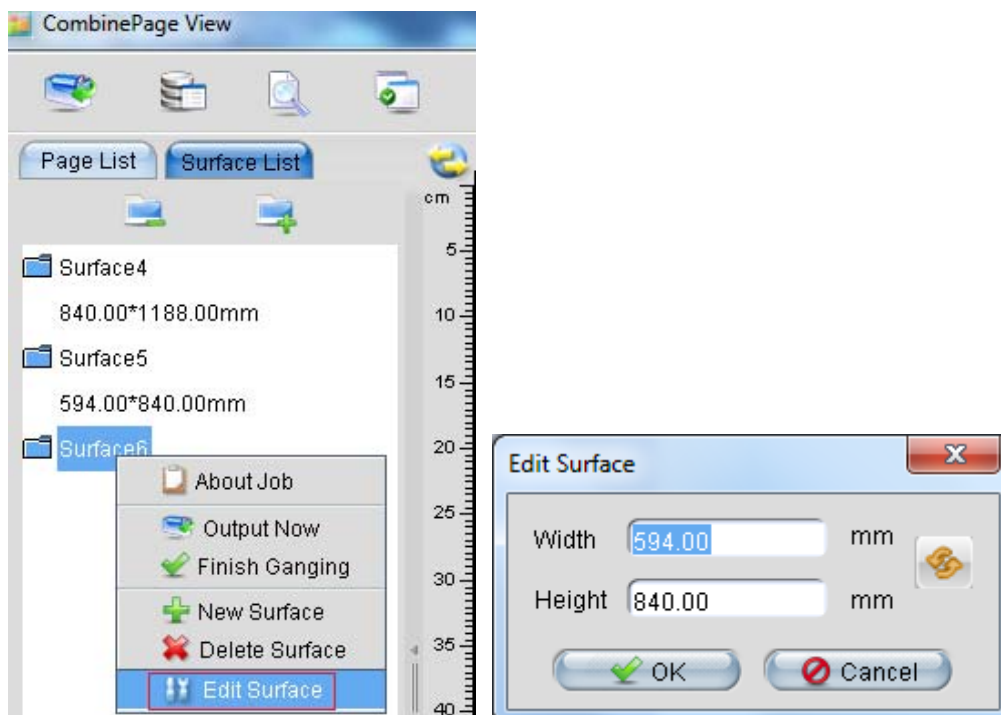 CombinePage View
Page List
Surface List
cm
5
Surface4
840.00*1188.00mm
10
Surface5
15
594.00*840.00mm
Surface6
20
About Job
25
Output Now
Finish Ganging
30
New Surface
Delete Surface
35
Edit Surface
40
Edit Surface
Width 594.00 mm
Height 840.00 mm
OK Cancel